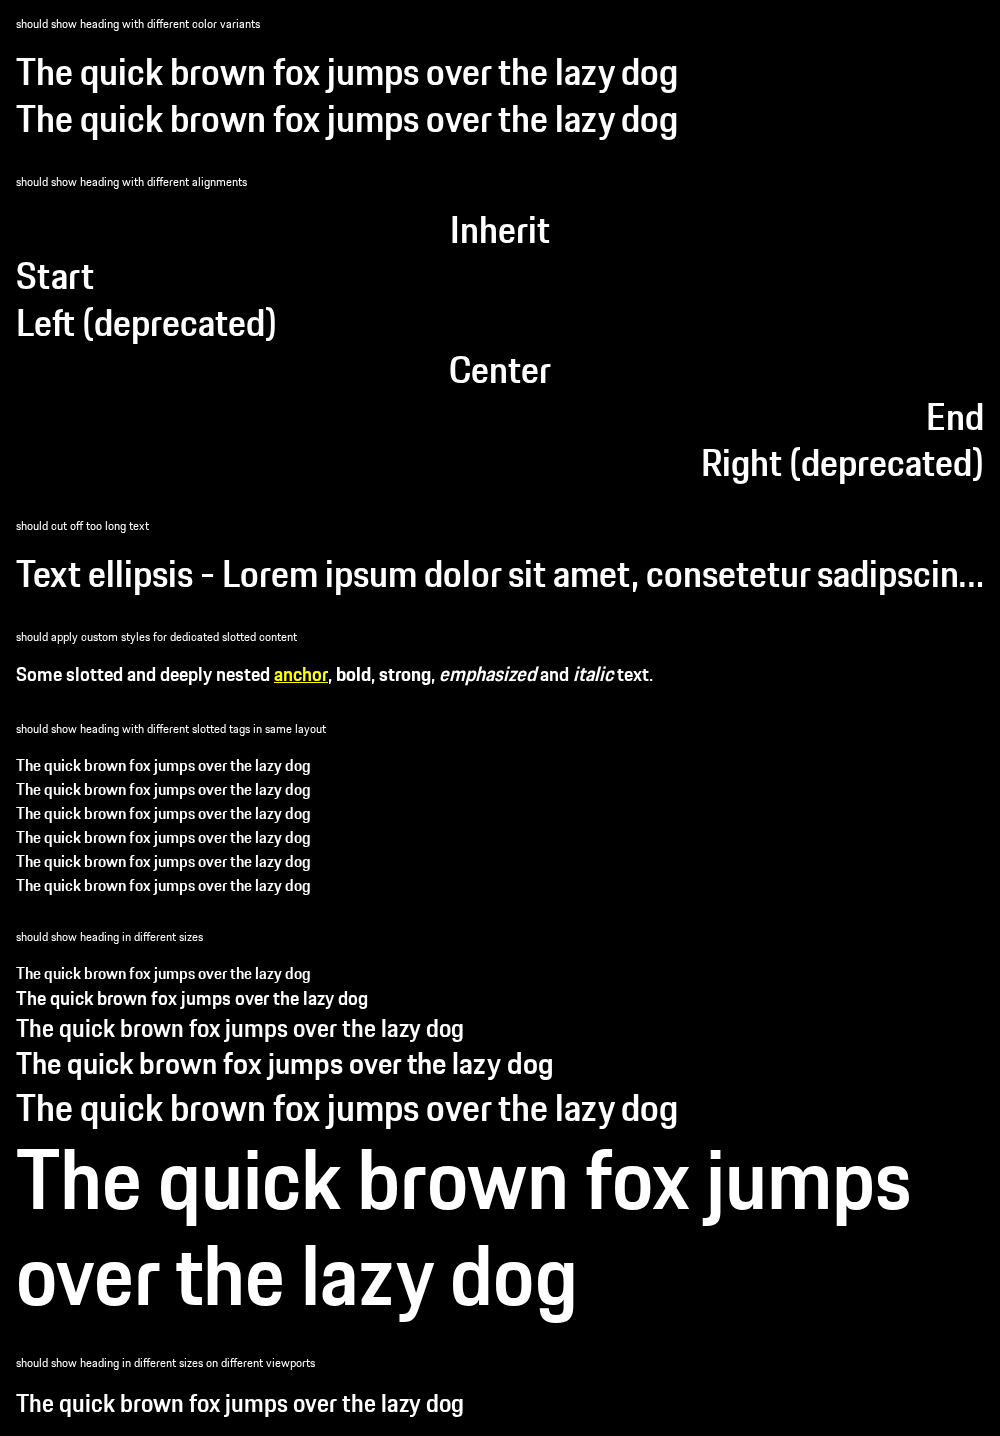 should show heading with different color variants
The quick brown fox jumps over the lazy dog
The quick brown fox jumps over the lazy dog
should show heading with different alignments
Inherit
Start
Left (deprecated)
Center
End
Right (deprecated)
should cut off too long text
Text ellipsis - Lorem ipsum dolor sit amet, consetetur sadipscin...
should apply custom styles for dedicated slotted content
Some slotted and deeply nested anchor, bold, strong, emphasized and italic text.
should show heading with different slotted tags in same layout
The quick brown fox jumps over the lazy dog
The quick brown fox jumps over the lazy dog
The quick brown fox jumps over the lazy dog
The quick brown fox jumps over the lazy dog
The quick brown fox jumps over the lazy dog
The quick brown fox jumps over the lazy dog
should show heading in different sizes
The quick brown fox jumps over the lazy dog
The quick brown fox jumps over the lazy dog
The quick brown fox jumps over the lazy dog
The quick brown fox jumps over the lazy dog
The quick brown fox jumps over the lazy dog
The quick brown fox jumps
over the lazy dog
should show heading in different sizes on different viewports
The quick brown fox jumps over the lazy dog